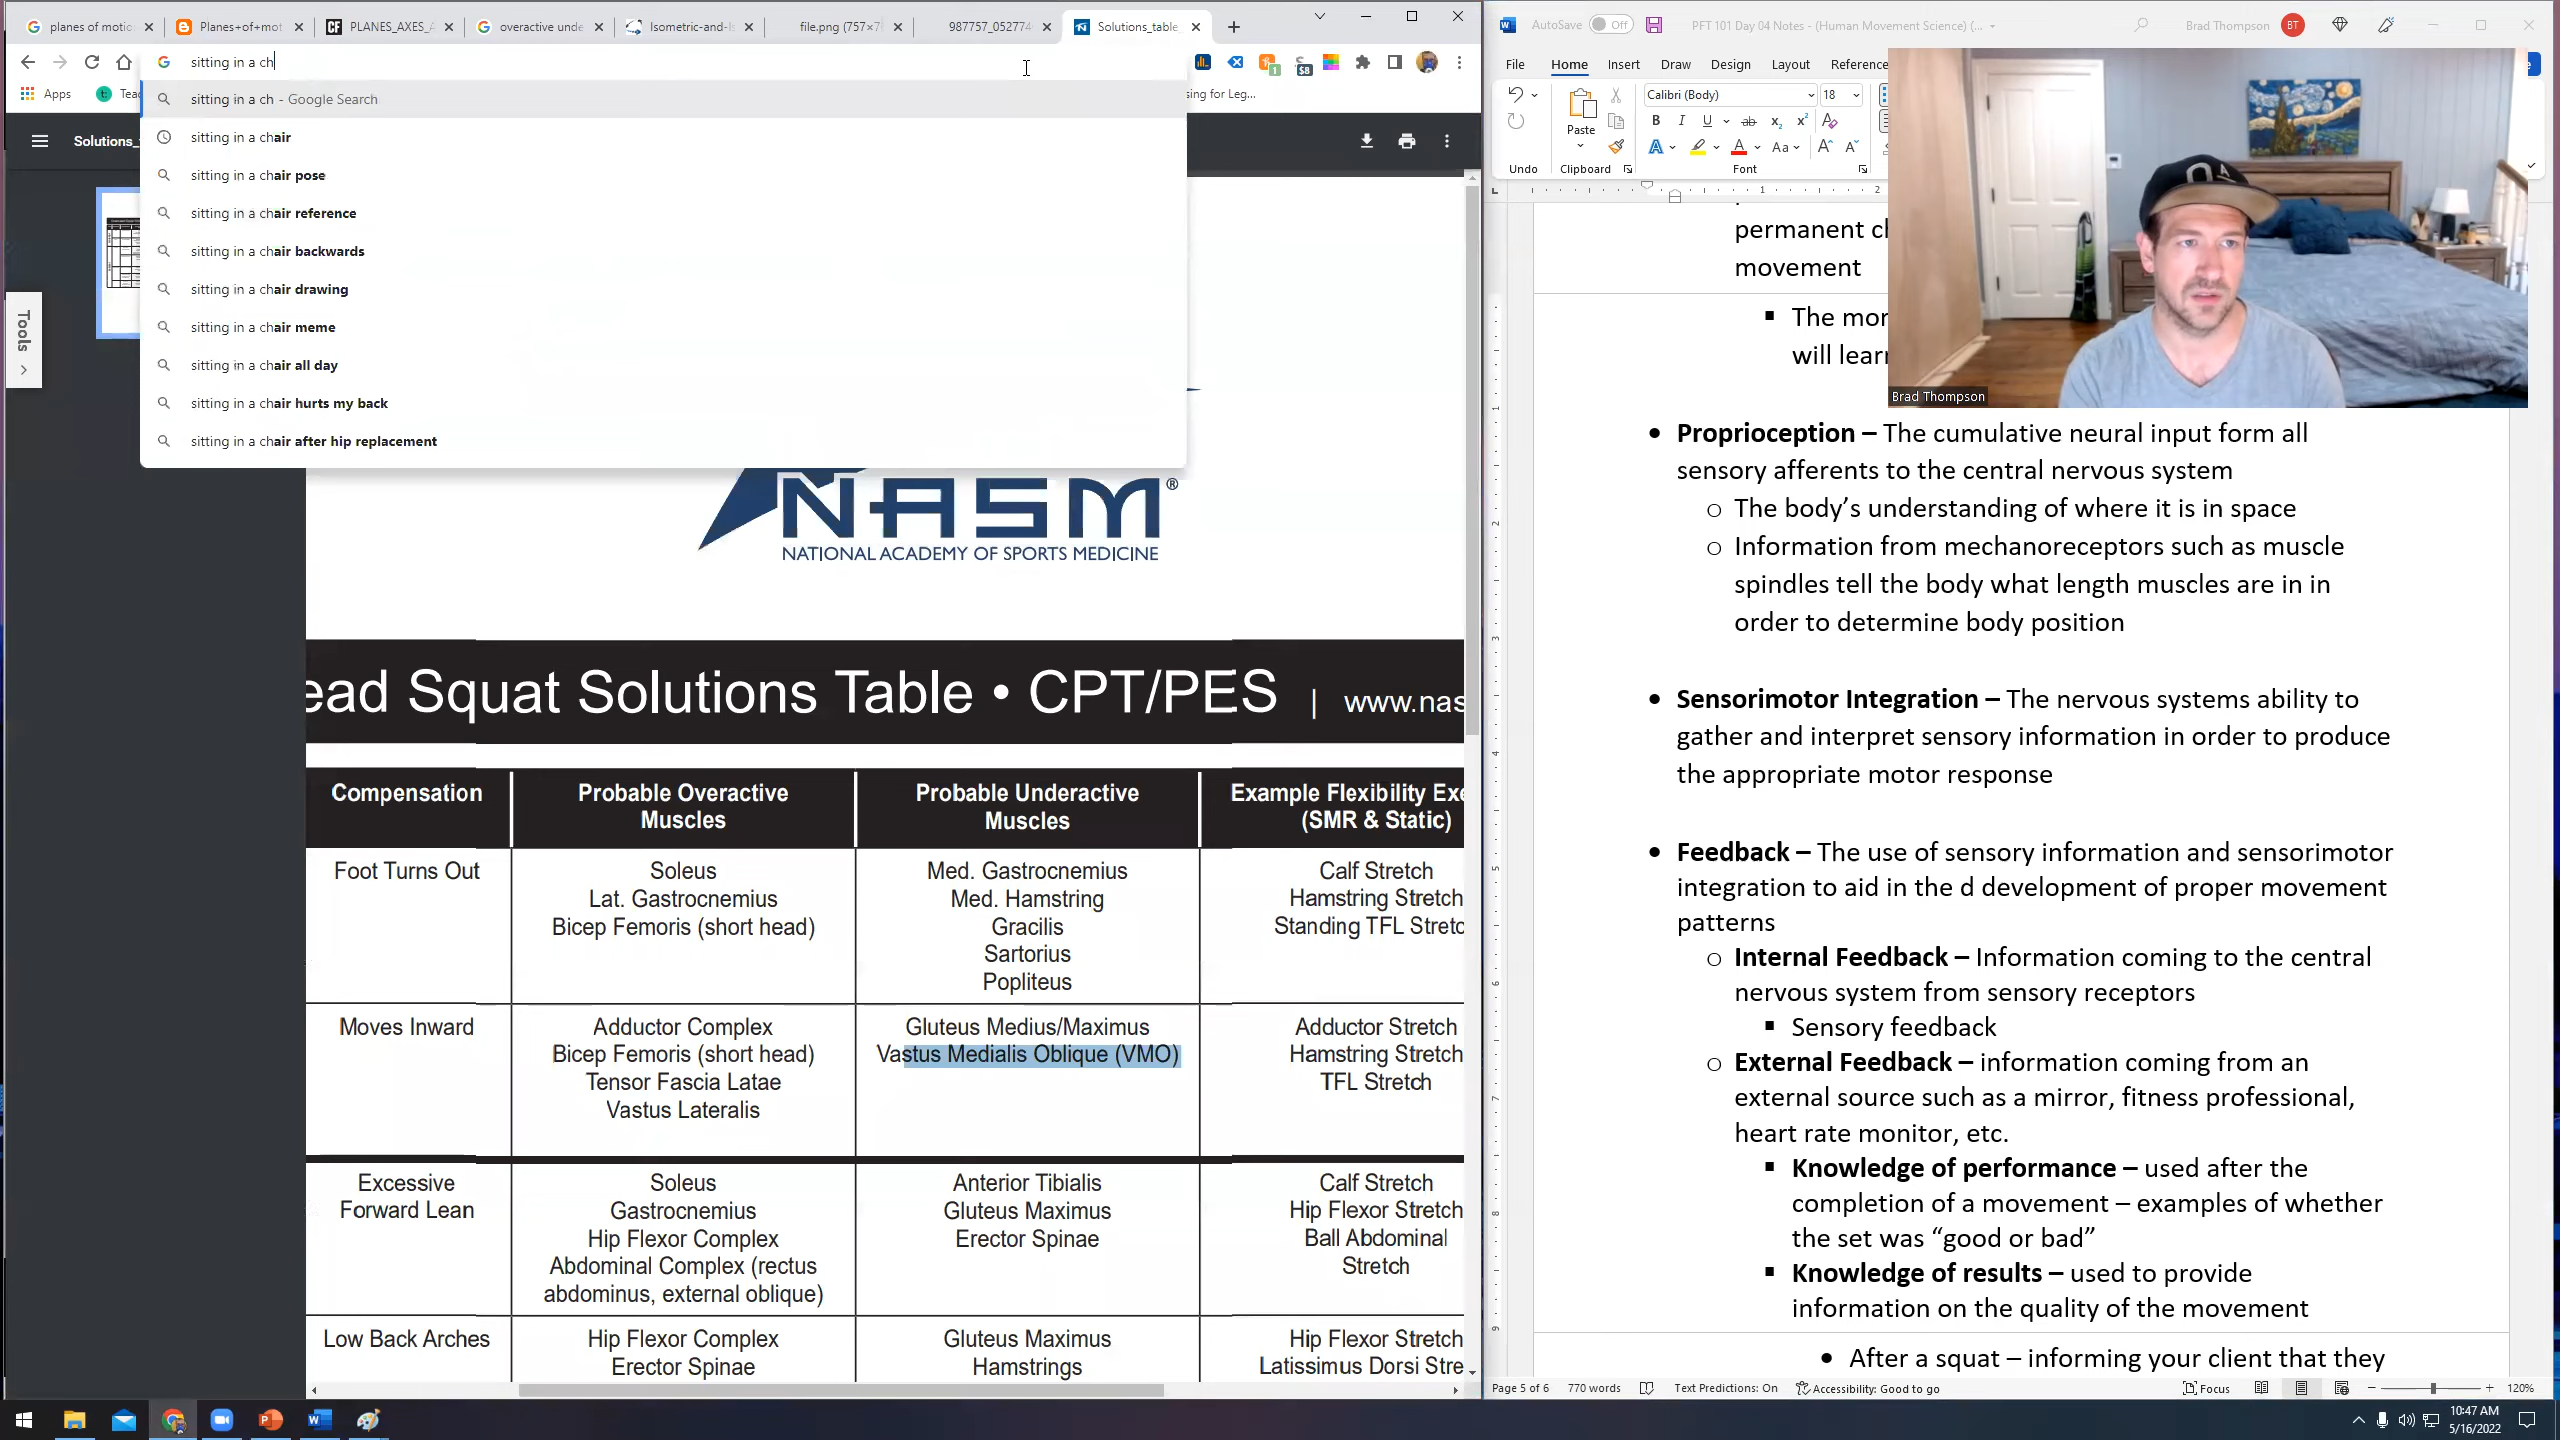 planes of motio
Planes+of+mot
PLANES_AXES_A
overactive unde
Isometric-and-Is
file.png (757×7
987757_052774
Solutions_table_
sitting in a ch
Apps
Teac
sing for Leg...
sitting in a ch - Google Search
sitting in a chair
sitting in a chair pose
sitting in a chair reference
sitting in a chair backwards
sitting in a chair drawing
sitting in a chair meme
sitting in a chair all day
sitting in a chair hurts my back
sitting in a chair after hip replacement
Solutions_
Tools
NASM®
NATIONAL ACADEMY OF SPORTS MEDICINE
ead Squat Solutions Table • CPT/PES | www.nas
Compensation
Probable Overactive
Muscles
Probable Underactive
Muscles
Example Flexibility Exe
(SMR & Static)
Foot Turns Out
Soleus
Lat. Gastrocnemius
Bicep Femoris (short head)
Med. Gastrocnemius
Med. Hamstring
Gracilis
Sartorius
Popliteus
Calf Stretch
Hamstring Stretch
Standing TFL Stretc
Moves Inward
Adductor Complex
Bicep Femoris (short head)
Tensor Fascia Latae
Vastus Lateralis
Gluteus Medius/Maximus
Vastus Medialis Oblique (VMO)
Adductor Stretch
Hamstring Stretch
TFL Stretch
Excessive
Forward Lean
Soleus
Gastrocnemius
Hip Flexor Complex
Abdominal Complex (rectus
abdominus, external oblique)
Anterior Tibialis
Gluteus Maximus
Erector Spinae
Calf Stretch
Hip Flexor Stretch
Ball Abdominal
Stretch
Low Back Arches
Hip Flexor Complex
Erector Spinae
Gluteus Maximus
Hamstrings
Hip Flexor Stretch
Latissimus Dorsi Stre
AutoSave Off
PFT 101 Day 04 Notes - (Human Movement Science) (...
Brad Thompson BT
File Home Insert Draw Design Layout Reference
Calibri (Body) 18
Paste
Undo Clipboard Font
Brad Thompson
permanent ch
movement
▪ The mor
will learn
• Proprioception – The cumulative neural input form all
sensory afferents to the central nervous system
o The body's understanding of where it is in space
o Information from mechanoreceptors such as muscle
spindles tell the body what length muscles are in in
order to determine body position
• Sensorimotor Integration – The nervous systems ability to
gather and interpret sensory information in order to produce
the appropriate motor response
• Feedback – The use of sensory information and sensorimotor
integration to aid in the d development of proper movement
patterns
o Internal Feedback – Information coming to the central
nervous system from sensory receptors
▪ Sensory feedback
o External Feedback – information coming from an
external source such as a mirror, fitness professional,
heart rate monitor, etc.
▪ Knowledge of performance – used after the
completion of a movement – examples of whether
the set was “good or bad”
▪ Knowledge of results – used to provide
information on the quality of the movement
• After a squat – informing your client that they
Page 5 of 6 770 words Text Predictions: On Accessibility: Good to go Focus 120%
10:47 AM
5/16/2022